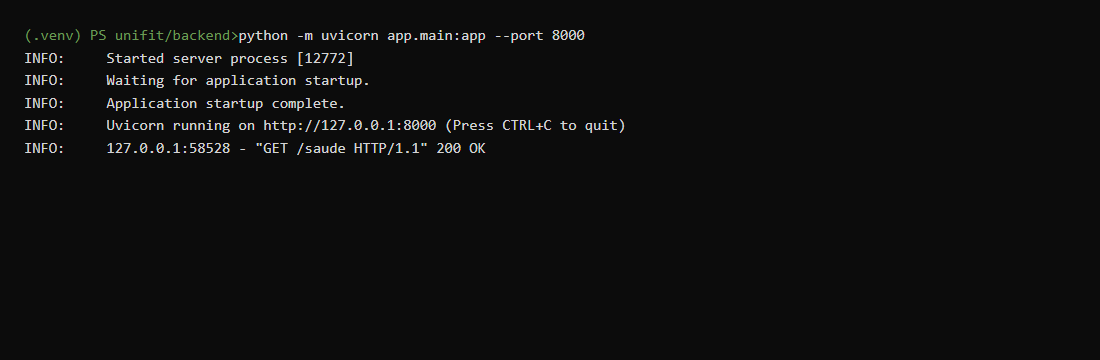 (.venv) PS unifit/backend>python -m uvicorn app.main:app --port 8000
INFO:     Started server process [12772]
INFO:     Waiting for application startup.
INFO:     Application startup complete.
INFO:     Uvicorn running on http://127.0.0.1:8000 (Press CTRL+C to quit)
INFO:     127.0.0.1:58528 - "GET /saude HTTP/1.1" 200 OK